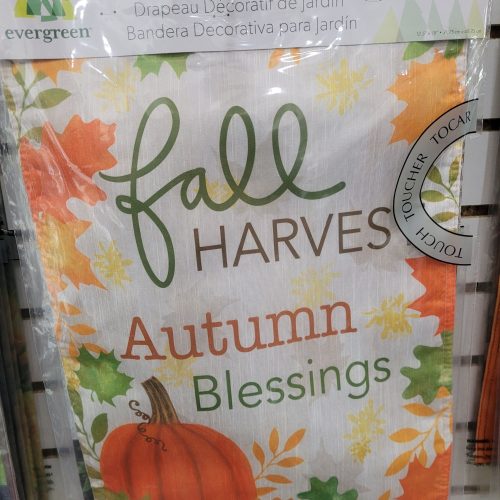 evergreen
Drapeau Décoratif de Jardin
Bandera Decorativa para Jardín
fall
HARVES
Autumn
Blessings
TOUCH TOUCHER TOCAR